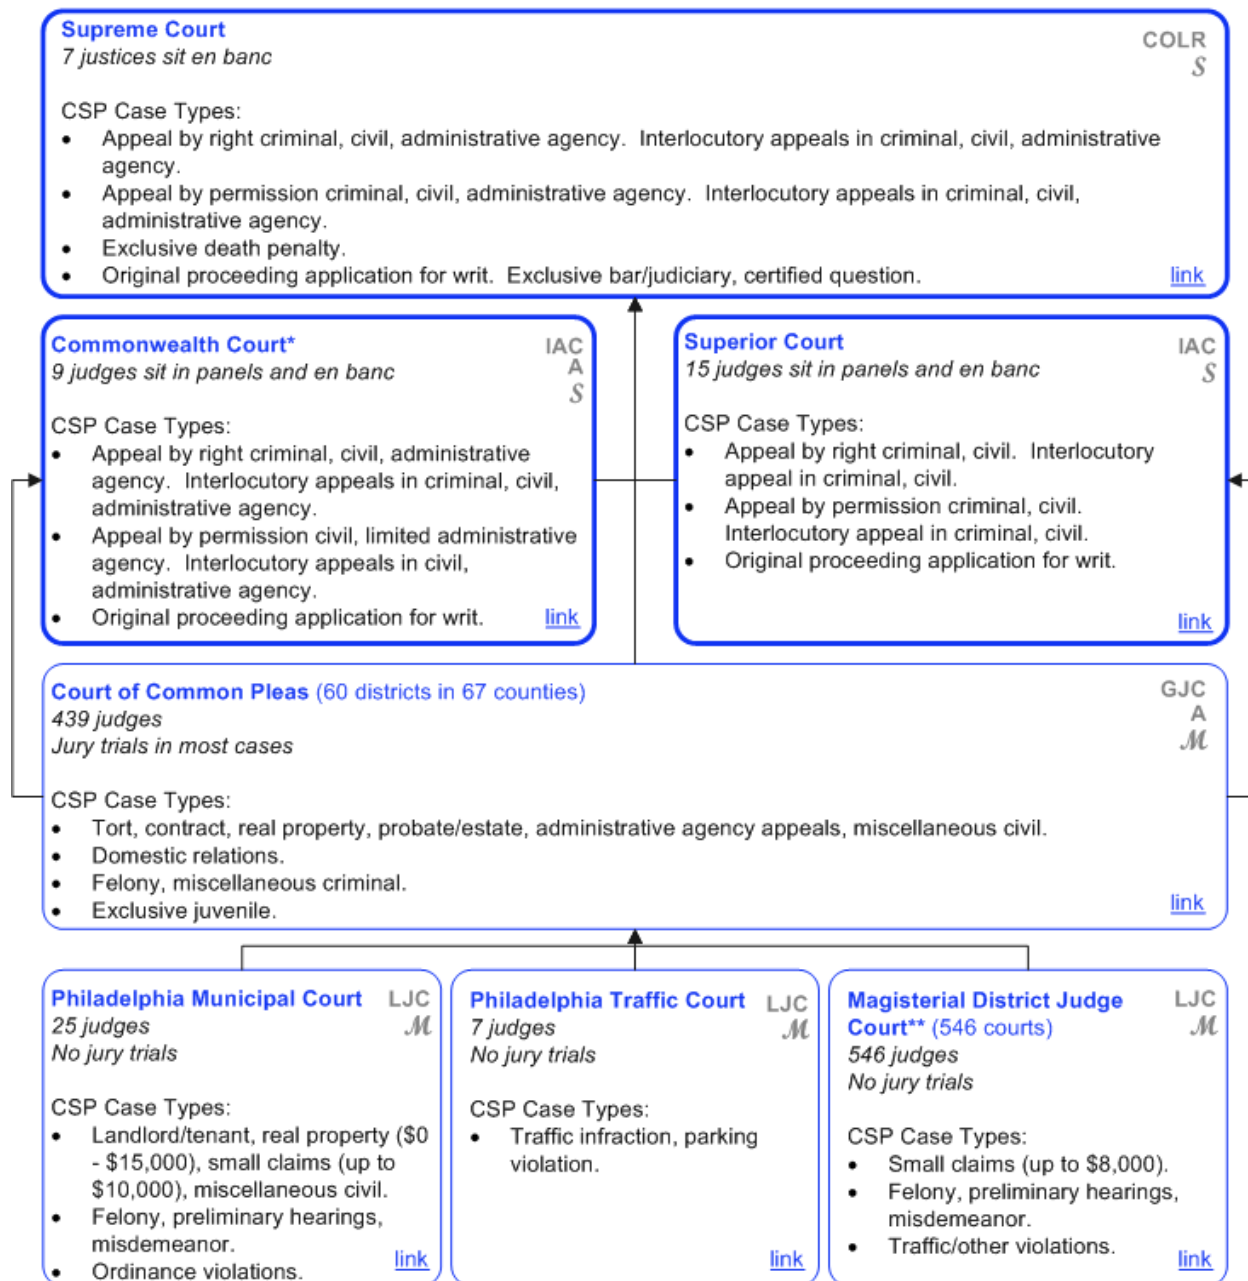 Supreme Court
COLR
7 justices sit en banc
S
CSP Case Types:
• Appeal by right criminal, civil, administrative agency. Interlocutory appeals in criminal, civil, administrative
agency.
• Appeal by permission criminal, civil, administrative agency. Interlocutory appeals in criminal, civil,
administrative agency.
• Exclusive death penalty.
• Original proceeding application for writ. Exclusive bar/judiciary, certified question.
link
Commonwealth Court*
IAC
9 judges sit in panels and en banc
A
S
CSP Case Types:
• Appeal by right criminal, civil, administrative
agency. Interlocutory appeals in criminal, civil,
administrative agency.
• Appeal by permission civil, limited administrative
agency. Interlocutory appeals in civil,
administrative agency.
• Original proceeding application for writ.
link
Superior Court
IAC
15 judges sit in panels and en banc
S
CSP Case Types:
• Appeal by right criminal, civil. Interlocutory
appeal in criminal, civil.
• Appeal by permission criminal, civil.
Interlocutory appeal in criminal, civil.
• Original proceeding application for writ.
link
Court of Common Pleas (60 districts in 67 counties)
GJC
439 judges
A
Jury trials in most cases
M
CSP Case Types:
• Tort, contract, real property, probate/estate, administrative agency appeals, miscellaneous civil.
• Domestic relations.
• Felony, miscellaneous criminal.
• Exclusive juvenile.
link
Philadelphia Municipal Court
LJC
25 judges
M
No jury trials
CSP Case Types:
• Landlord/tenant, real property ($0
- $15,000), small claims (up to
$10,000), miscellaneous civil.
• Felony, preliminary hearings,
misdemeanor.
• Ordinance violations.
link
Philadelphia Traffic Court
LJC
7 judges
M
No jury trials
CSP Case Types:
• Traffic infraction, parking
violation.
link
Magisterial District Judge
LJC
Court** (546 courts)
M
546 judges
No jury trials
CSP Case Types:
• Small claims (up to $8,000).
• Felony, preliminary hearings,
misdemeanor.
• Traffic/other violations.
link